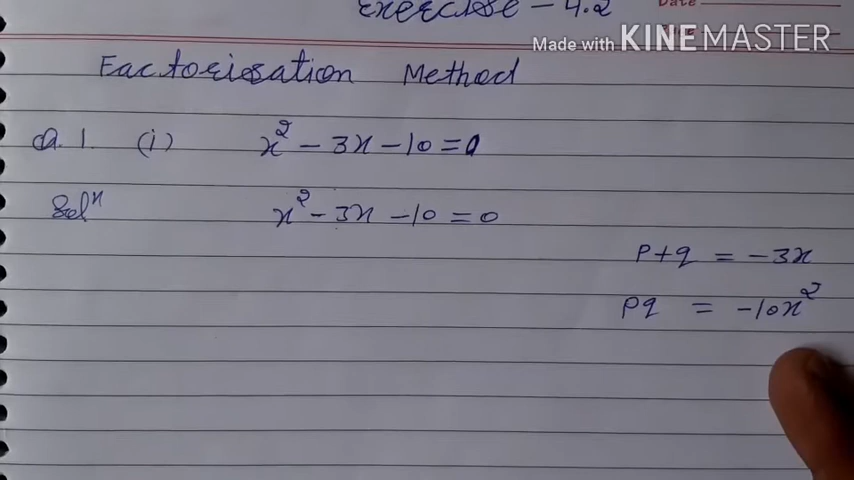 Exercise - 4.2
Date
Made with KINEMASTER
Factorisation Method
Q. 1. (i) x² - 3x - 10 = 0
Solⁿ x² - 3x - 10 = 0
P+q = -3x
Pq = -10x²